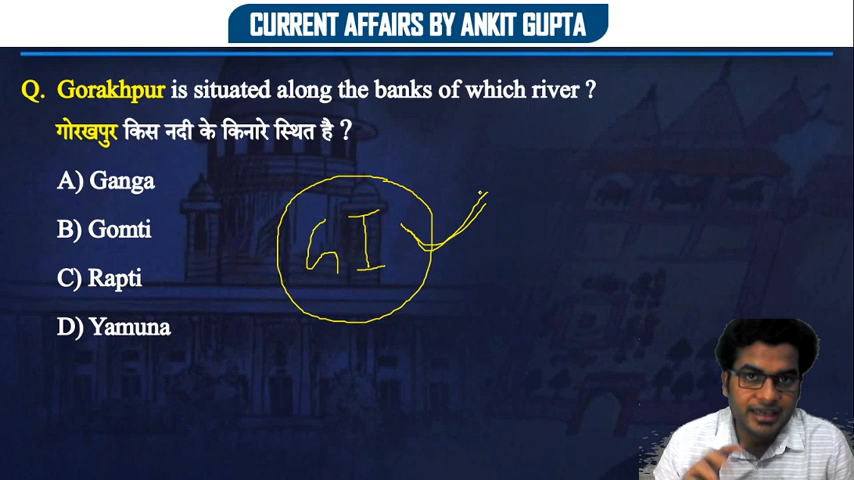 CURRENT AFFAIRS BY ANKIT GUPTA
Q. Gorakhpur is situated along the banks of which river ?
गोरखपुर किस नदी के किनारे स्थित है ?
A) Ganga
B) Gomti
GI
C) Rapti
D) Yamuna